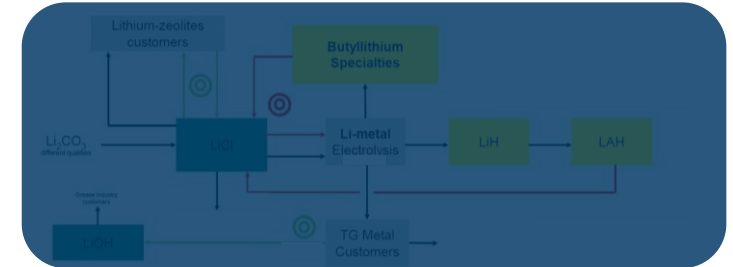 Lithium-zeolites
customers
Butyllithium
Specialties
Li₂CO₃
different qualities
LiCl
Li-metal
Electrolysis
LiH
LAH
Grease industry
customers
LiOH
TG Metal
Customers